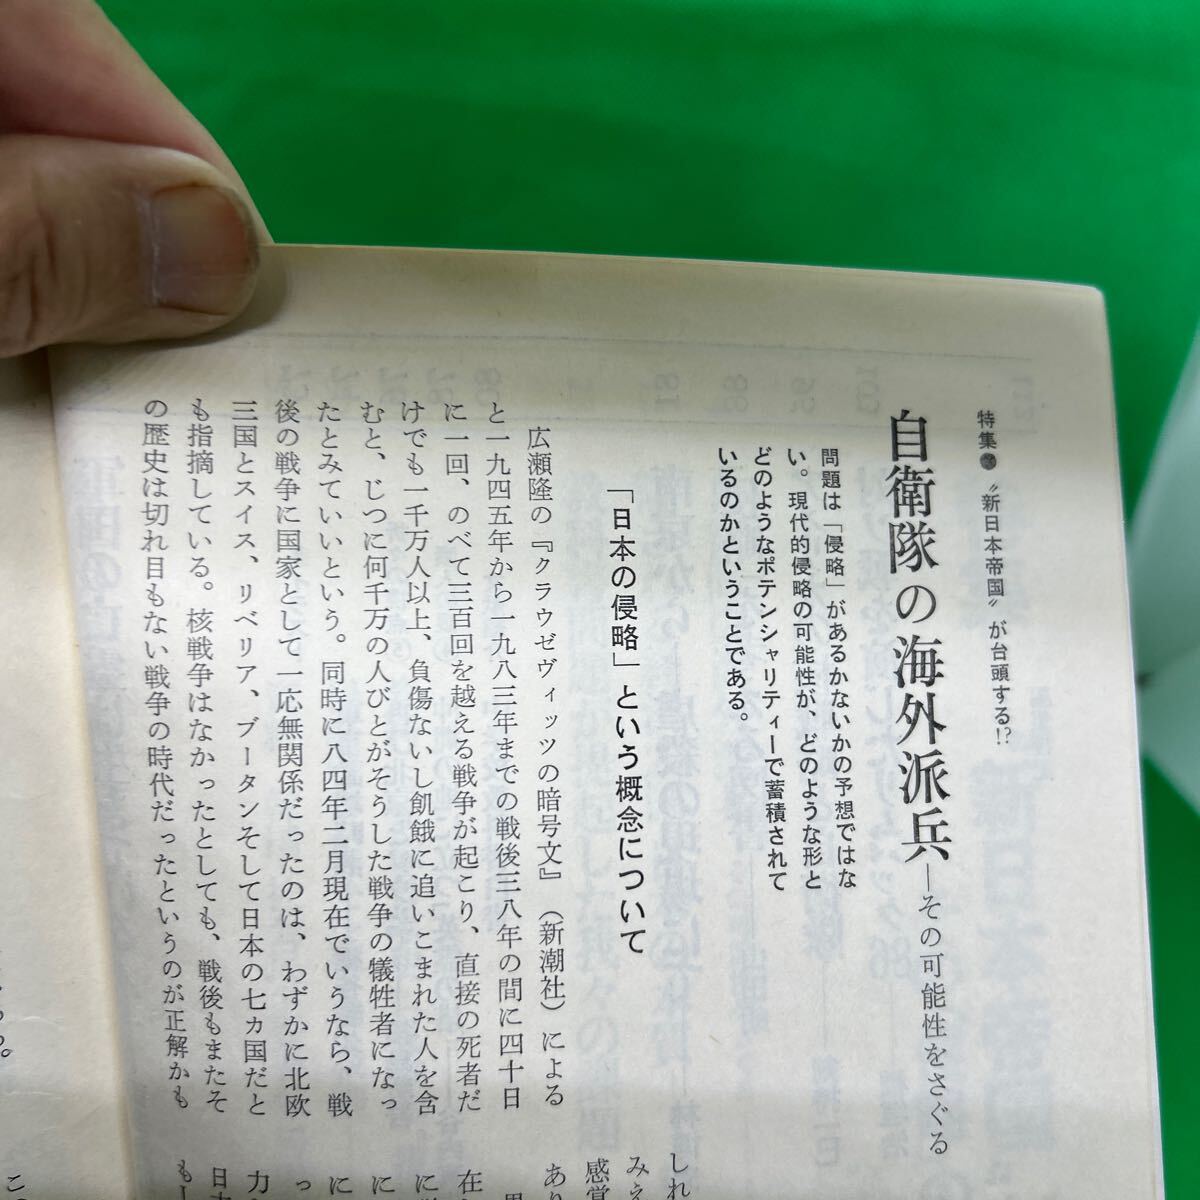 特集
〝新日本帝国〟が台頭する!?
自衛隊の海外派兵―その可能性をさぐる
問題は「侵略」があるかないかの予想ではな
い。現代的侵略の可能性が、どのような形と
どのようなポテンシャリティーで蓄積されて
いるのかということである。
「日本の侵略」という概念について
広瀬隆の『クラウゼヴィッツの暗号文』（新潮社）による
と一九四五年から一九八三年までの戦後三八年の間に四十日
に一回、のべて三百回を越える戦争が起こり、直接の死者だ
けでも一千万人以上、負傷ないし飢餓に追いこまれた人を含
むと、じつに何千万の人びとがそうした戦争の犠牲者になっ
たとみていいという。同時に八四年二月現在でいうなら、戦
後の戦争に国家として一応無関係だったのは、わずかに北欧
三国とスイス、リベリア、ブータンそして日本の七カ国だと
も指摘している。核戦争はなかったとしても、戦後もまたそ
の歴史は切れ目もない戦争の時代だったというのが正解かも
しれ
みえ
感覚
あり